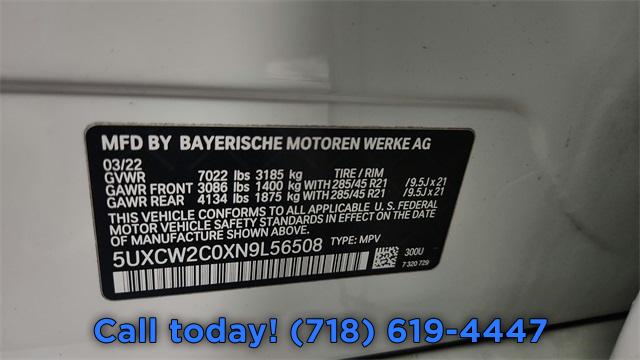 MFD BY BAYERISCHE MOTOREN WERKE AG
03/22
GVWR 7022 lbs 3185 kg TIRE / RIM
GAWR FRONT 3086 lbs 1400 kg WITH 285/45 R21 /9.5J x 21
GAWR REAR 4134 lbs 1875 kg WITH 285/45 R21 /9.5J x 21
THIS VEHICLE CONFORMS TO ALL APPLICABLE U. S. FEDERAL
MOTOR VEHICLE SAFETY STANDARDS IN EFFECT ON THE
DATE OF MANUFACTURE SHOWN ABOVE.
5UXCW2C0XN9L56508 TYPE: MPV
300U
7 320 729
Call today! (718) 619-4447